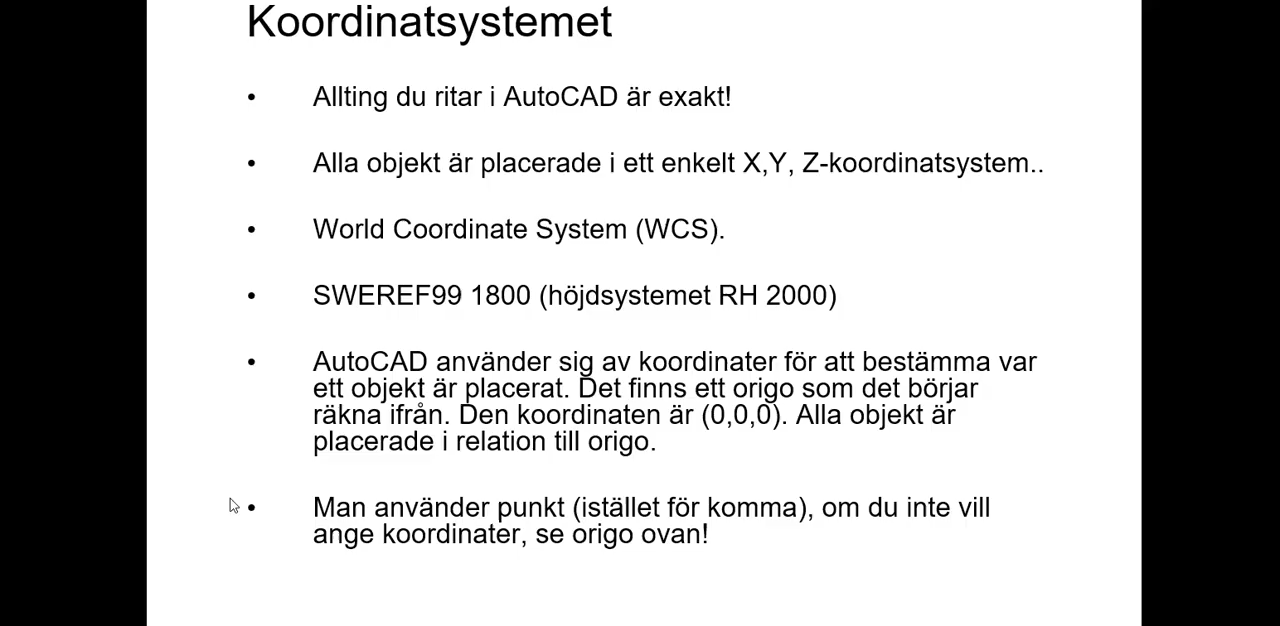 Koordinatsystemet
• Allting du ritar i AutoCAD är exakt!
• Alla objekt är placerade i ett enkelt X,Y, Z-koordinatsystem..
• World Coordinate System (WCS).
• SWEREF99 1800 (höjdsystemet RH 2000)
• AutoCAD använder sig av koordinater för att bestämma var
ett objekt är placerat. Det finns ett origo som det börjar
räkna ifrån. Den koordinaten är (0,0,0). Alla objekt är
placerade i relation till origo.
• Man använder punkt (istället för komma), om du inte vill
ange koordinater, se origo ovan!